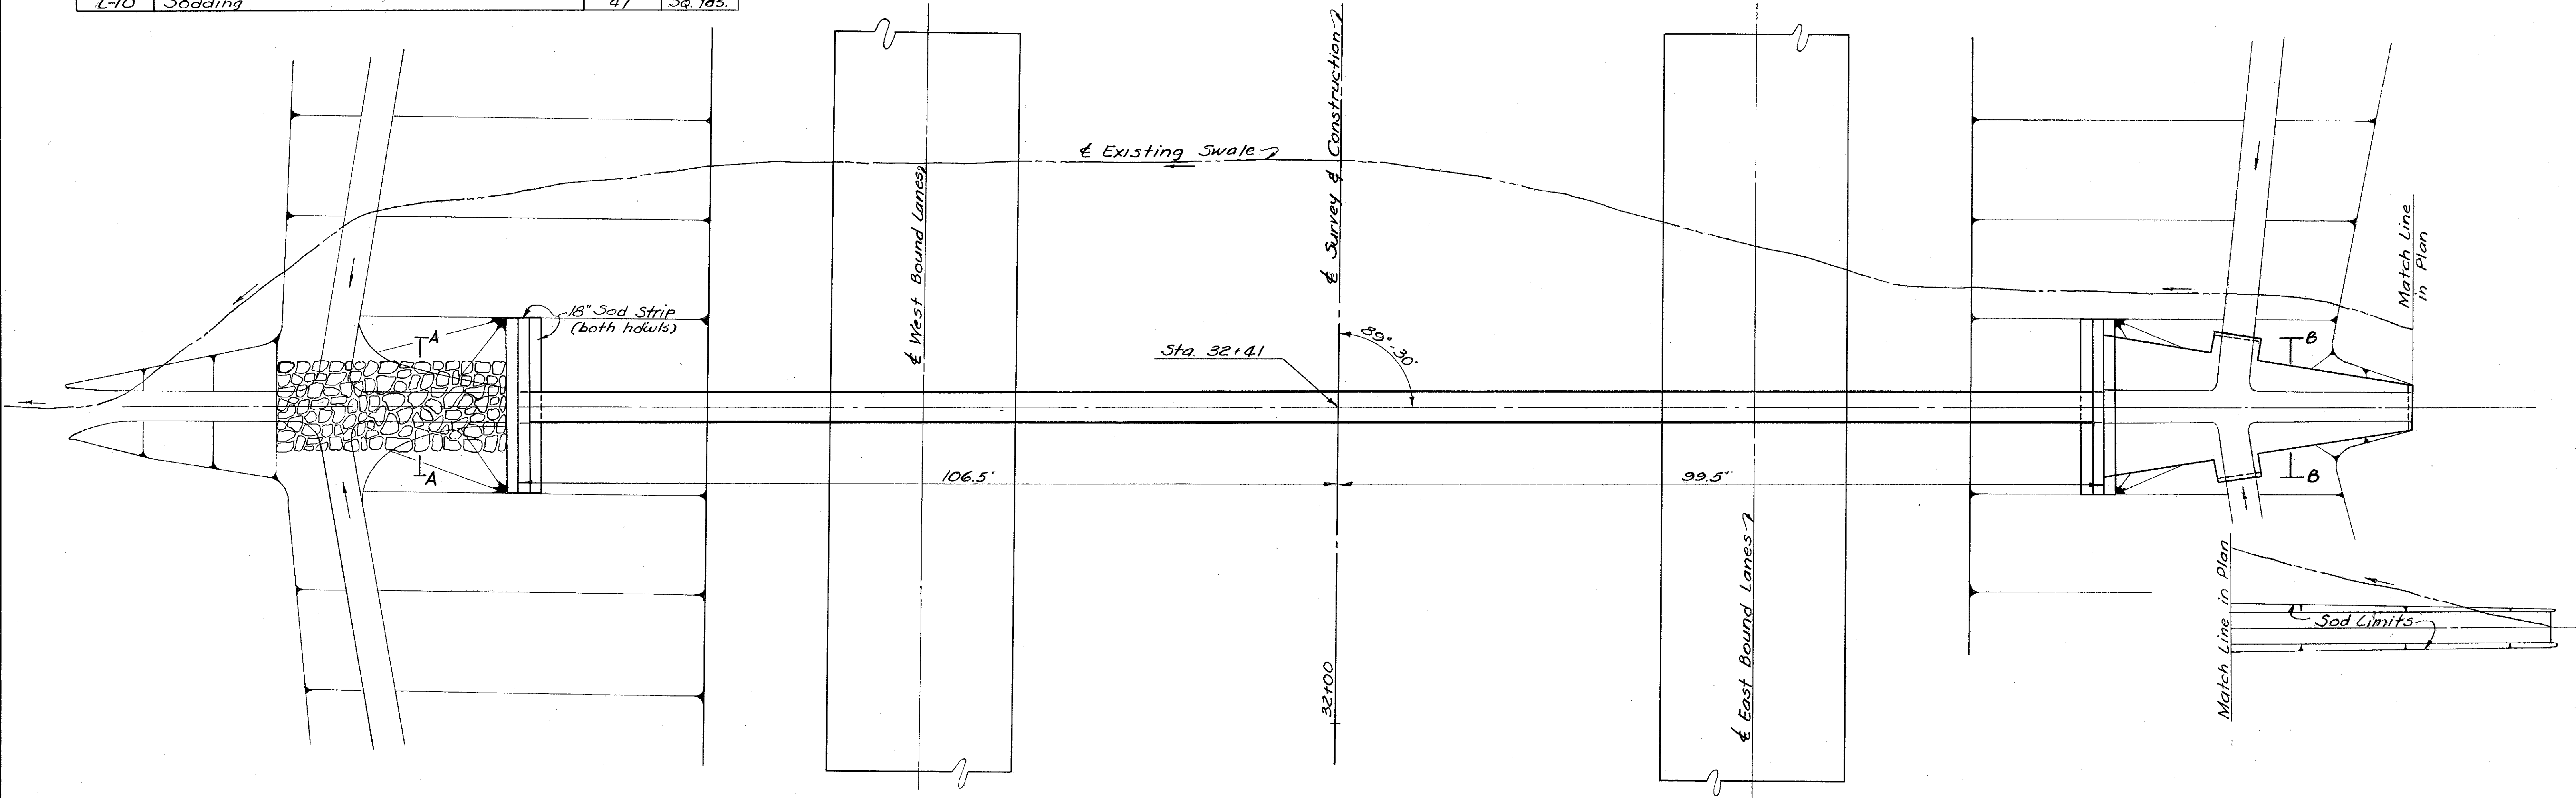 L-10 Sodding 47 Sq. Yds.
℄ Survey & Construction
℄ Existing Swale
℄ West Bound Lanes
Match Line
in Plan
18" Sod Strip
(both hdwls)
A
B
89°-30'
Sta. 32+41
106.5'
99.5'
A
B
℄ East Bound Lanes
Match Line in Plan
Sod Limits
32+00